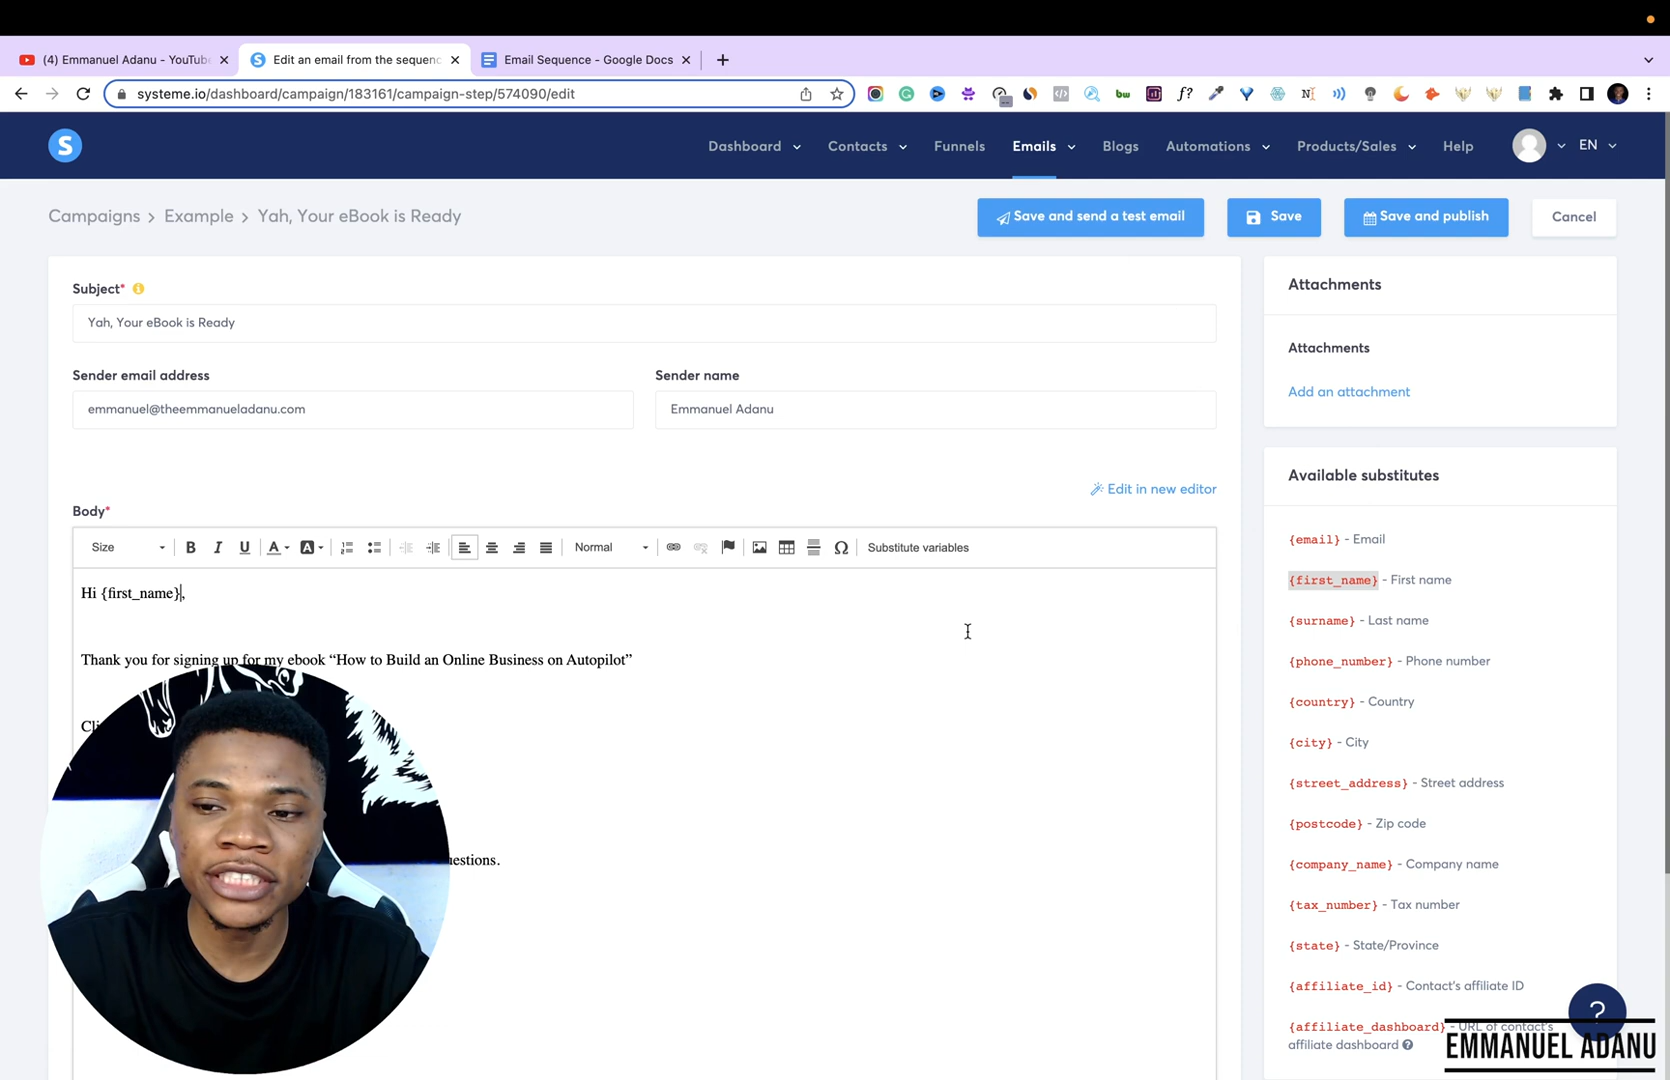 (4) Emmanuel Adanu - YouTube
Edit an email from the sequenc
Email Sequence - Google Docs
systeme.io/dashboard/campaign/183161/campaign-step/574090/edit
S
Dashboard
Contacts
Funnels
Emails
Blogs
Automations
Products/Sales
Help
EN
Campaigns > Example > Yah, Your eBook is Ready
Save and send a test email
Save
Save and publish
Cancel
Subject*
Yah, Your eBook is Ready
Sender email address
Sender name
emmanuel@theemmanueladanu.com
Emmanuel Adanu
Edit in new editor
Body*
Size
B I U A A
Normal
Ω
Substitute variables
Hi {first_name},
Thank you for signing up for my ebook “How to Build an Online Business on Autopilot”
Attachments
Attachments
Add an attachment
Available substitutes
{email} - Email
{first_name} - First name
{surname} - Last name
{phone_number} - Phone number
{country} - Country
{city} - City
{street_address} - Street address
{postcode} - Zip code
{company_name} - Company name
{tax_number} - Tax number
{state} - State/Province
{affiliate_id} - Contact's affiliate ID
{affiliate_dashboard} - URL of contact's
affiliate dashboard
?
EMMANUEL ADANU